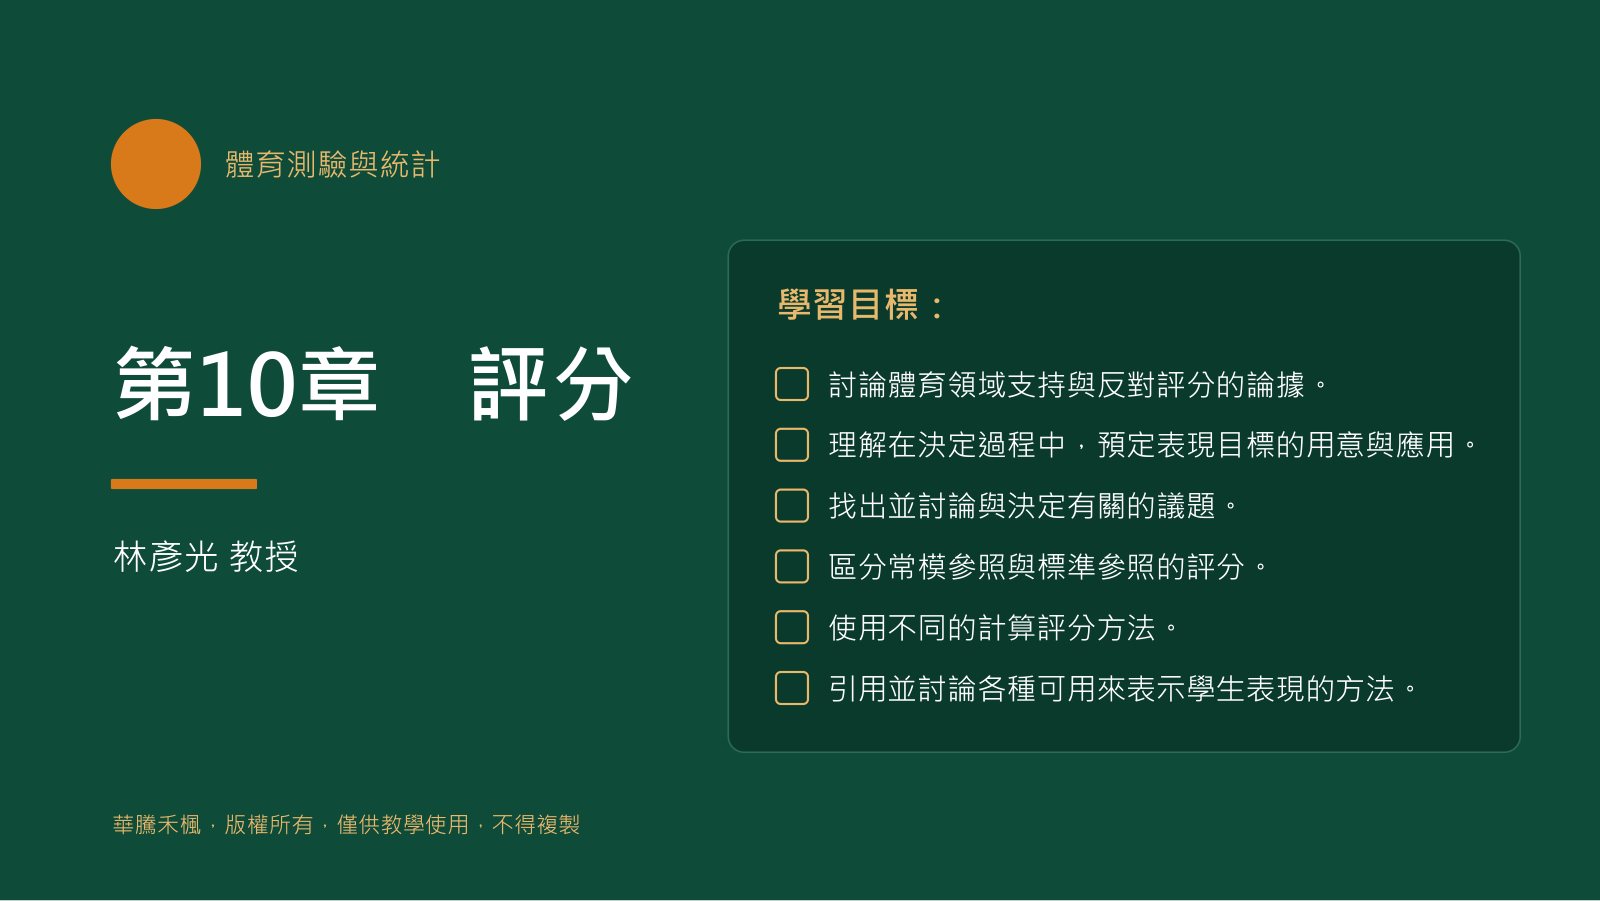 體育測驗與統計
第10章　評分
林彥光 教授
學習目標：
討論體育領域支持與反對評分的論據。
理解在決定過程中，預定表現目標的用意與應用。
找出並討論與決定有關的議題。
區分常模參照與標準參照的評分。
使用不同的計算評分方法。
引用並討論各種可用來表示學生表現的方法。
華騰禾楓，版權所有，僅供教學使用，不得複製